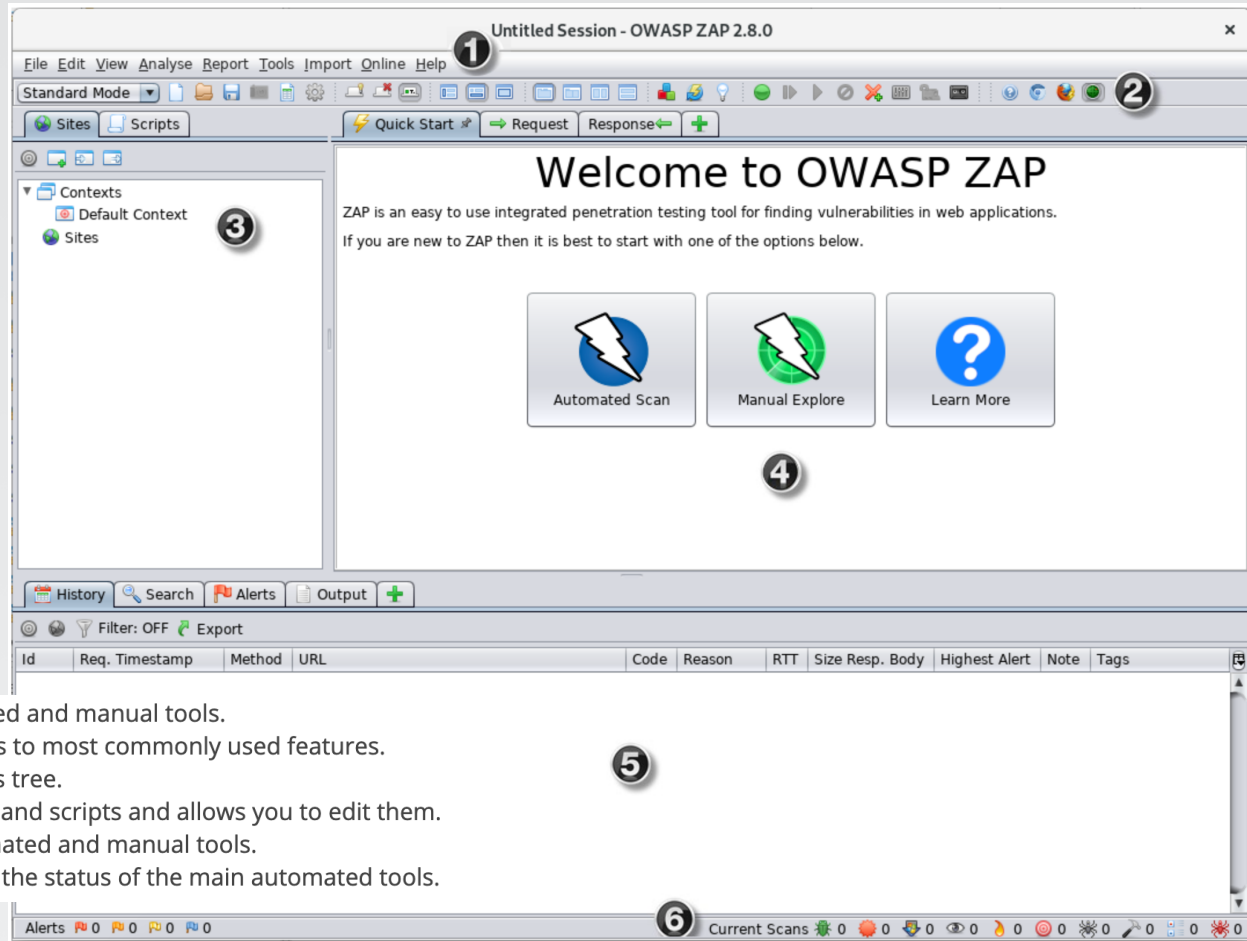 Untitled Session - OWASP ZAP 2.8.0 ×
1
File Edit View Analyse Report Tools Import Online Help
Standard Mode
2
Sites Scripts
Quick Start Request Response
Contexts
Default Context
Sites
3
Welcome to OWASP ZAP
ZAP is an easy to use integrated penetration testing tool for finding vulnerabilities in web applications.
If you are new to ZAP then it is best to start with one of the options below.
Automated Scan Manual Explore Learn More
4
History Search Alerts Output
Filter: OFF Export
Id Req. Timestamp Method URL Code Reason RTT Size Resp. Body Highest Alert Note Tags
5
ed and manual tools.
s to most commonly used features.
s tree.
and scripts and allows you to edit them.
ated and manual tools.
the status of the main automated tools.
6
Alerts 0 0 0 0 Current Scans 0 0 0 0 0 0 0 0 0 0